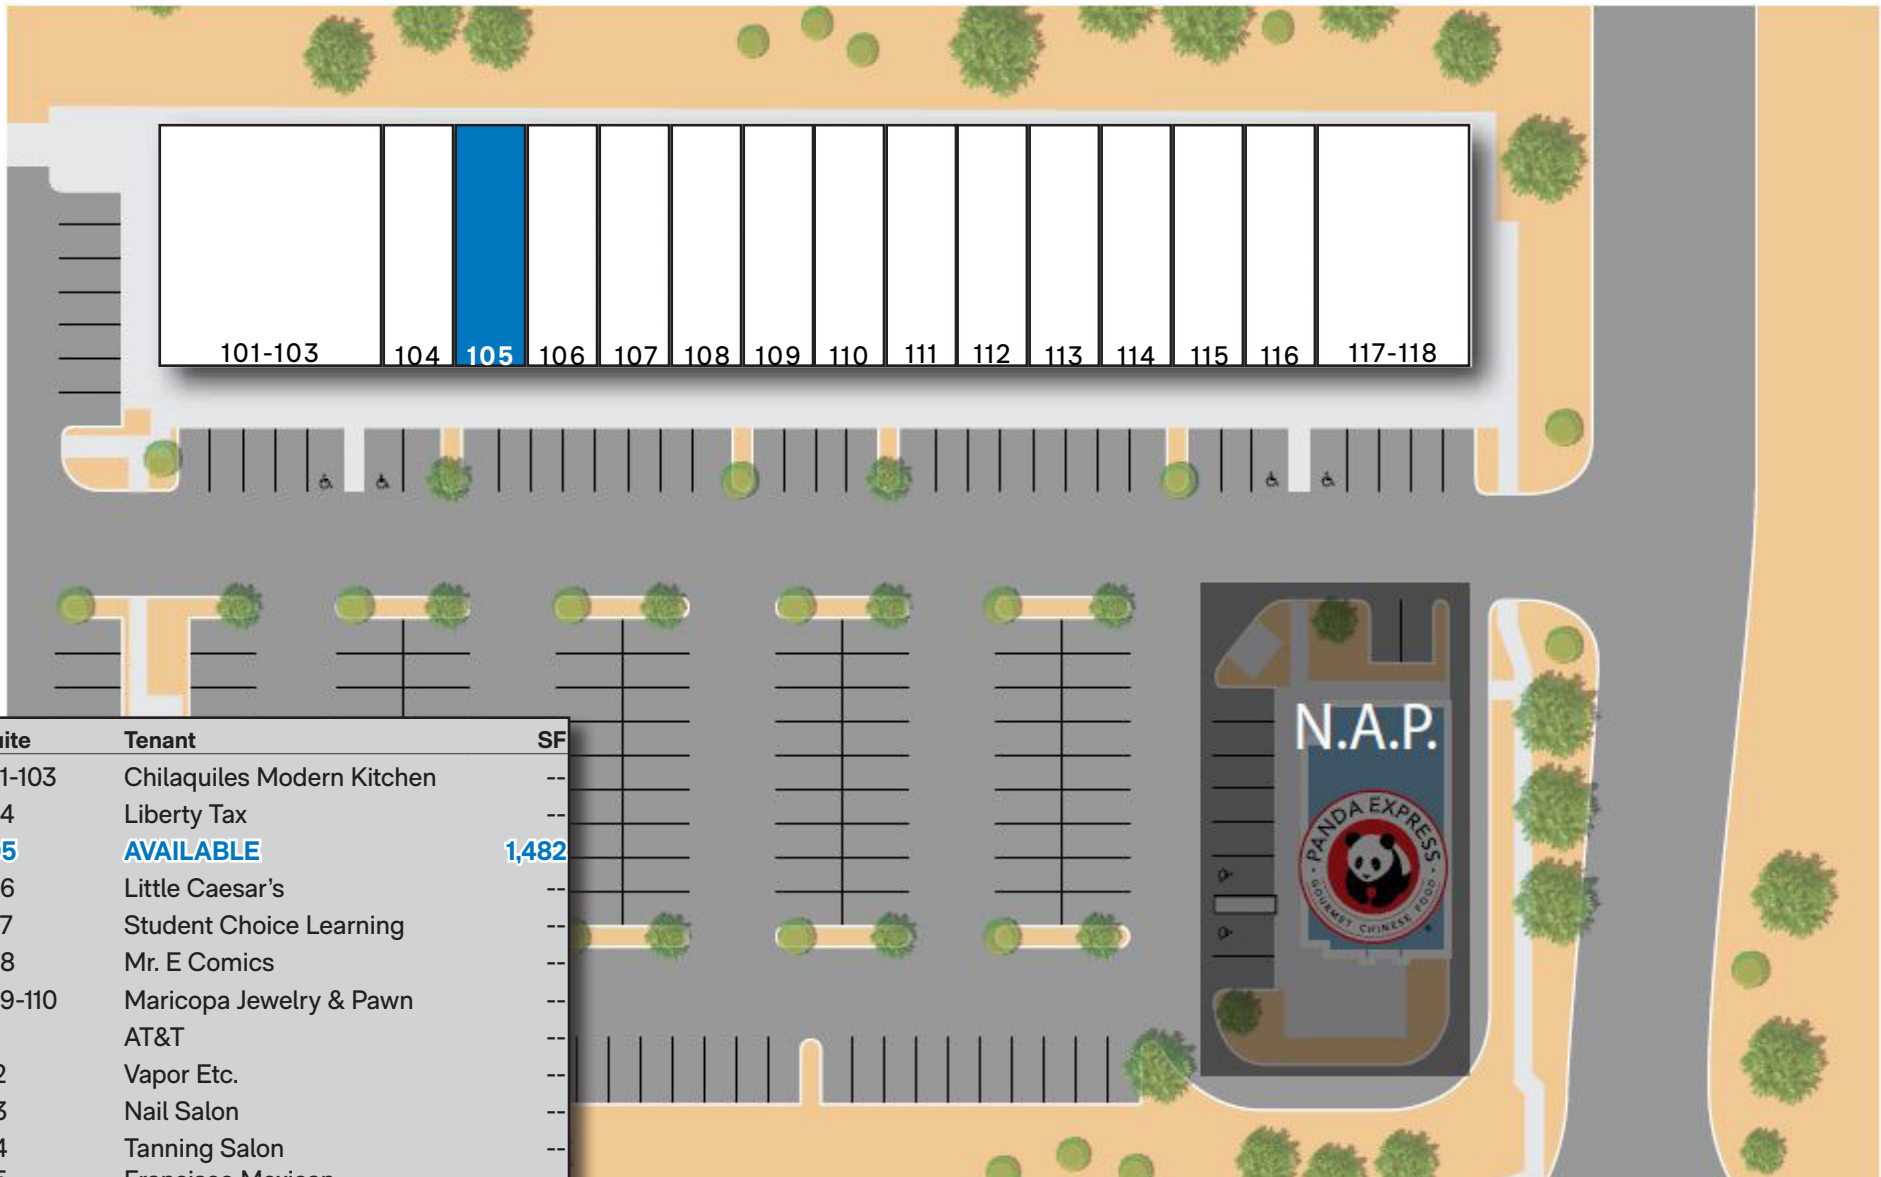 101-103 104 105 106 107 108 109 110 111 112 113 114 115 116 117-118
N.A.P.
PANDA EXPRESS
GOURMET CHINESE FOOD
uite Tenant SF
1-103 Chilaquiles Modern Kitchen --
4 Liberty Tax --
5 AVAILABLE 1,482
6 Little Caesar’s --
7 Student Choice Learning --
8 Mr. E Comics --
9-110 Maricopa Jewelry & Pawn --
AT&T --
2 Vapor Etc. --
3 Nail Salon --
4 Tanning Salon --